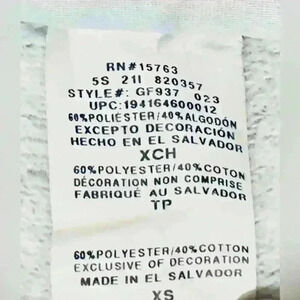 RN#15763
5S 21I 820357
STYLE#: GF937 023
UPC:194164600012
60%POLIESTER/40%ALGODÓN
EXCEPTO DECORACIÓN
HECHO EN EL SALVADOR
XCH
60%POLYESTER/40%COTON
DÉCORATION NON COMPRISE
FABRIQUÉ AU SALVADOR
TP
60%POLYESTER/40%COTTON
EXCLUSIVE OF DECORATION
MADE IN EL SALVADOR
XS